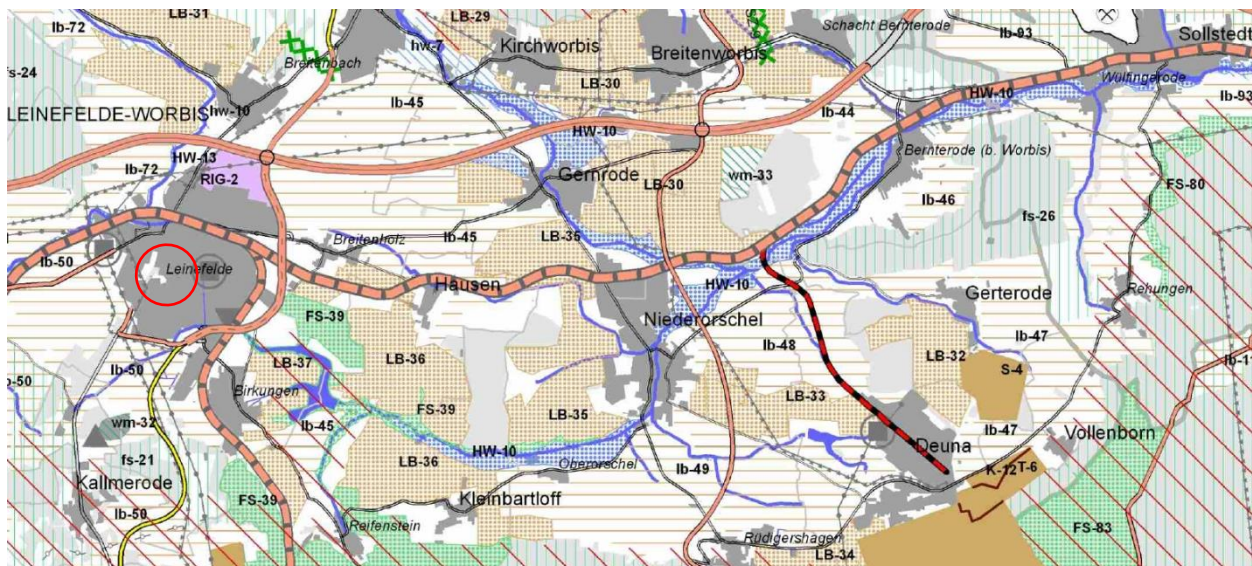 lb-72
LB-31
LB-29
Kirchworbis
Breitenworbis
Schacht Bernterode
lb-93
Sollstedt
hw-7
Breitenbach
fs-24
LB-30
Wülfingerode
hw-10
lb-45
HW-10
lb-93
LEINEFELDE-WORBIS
lb-44
HW-10
HW-13
Bernterode (b. Worbis)
lb-72
RIG-2
Gernrode
LB-30
wm-33
FS-80
lb-46
fs-26
Breitenholz
lb-45
LB-35
lb-50
Leinefelde
Hausen
HW-10
Gerterode
Rehungen
FS-39
Niederorschel
lb-47
lb-50
LB-37
LB-36
lb-48
LB-32
S-4
Birkungen
FS-39
LB-35
LB-33
wm-32
lb-45
lb-47
Vollenborn
HW-10
Deuna
fs-21
LB-36
Oberorschel
lb-49
K-12
T-6
Kallmerode
FS-39
Kleinbartloff
lb-50
Reifenstein
FS-83
Rüdigershagen
LB-34